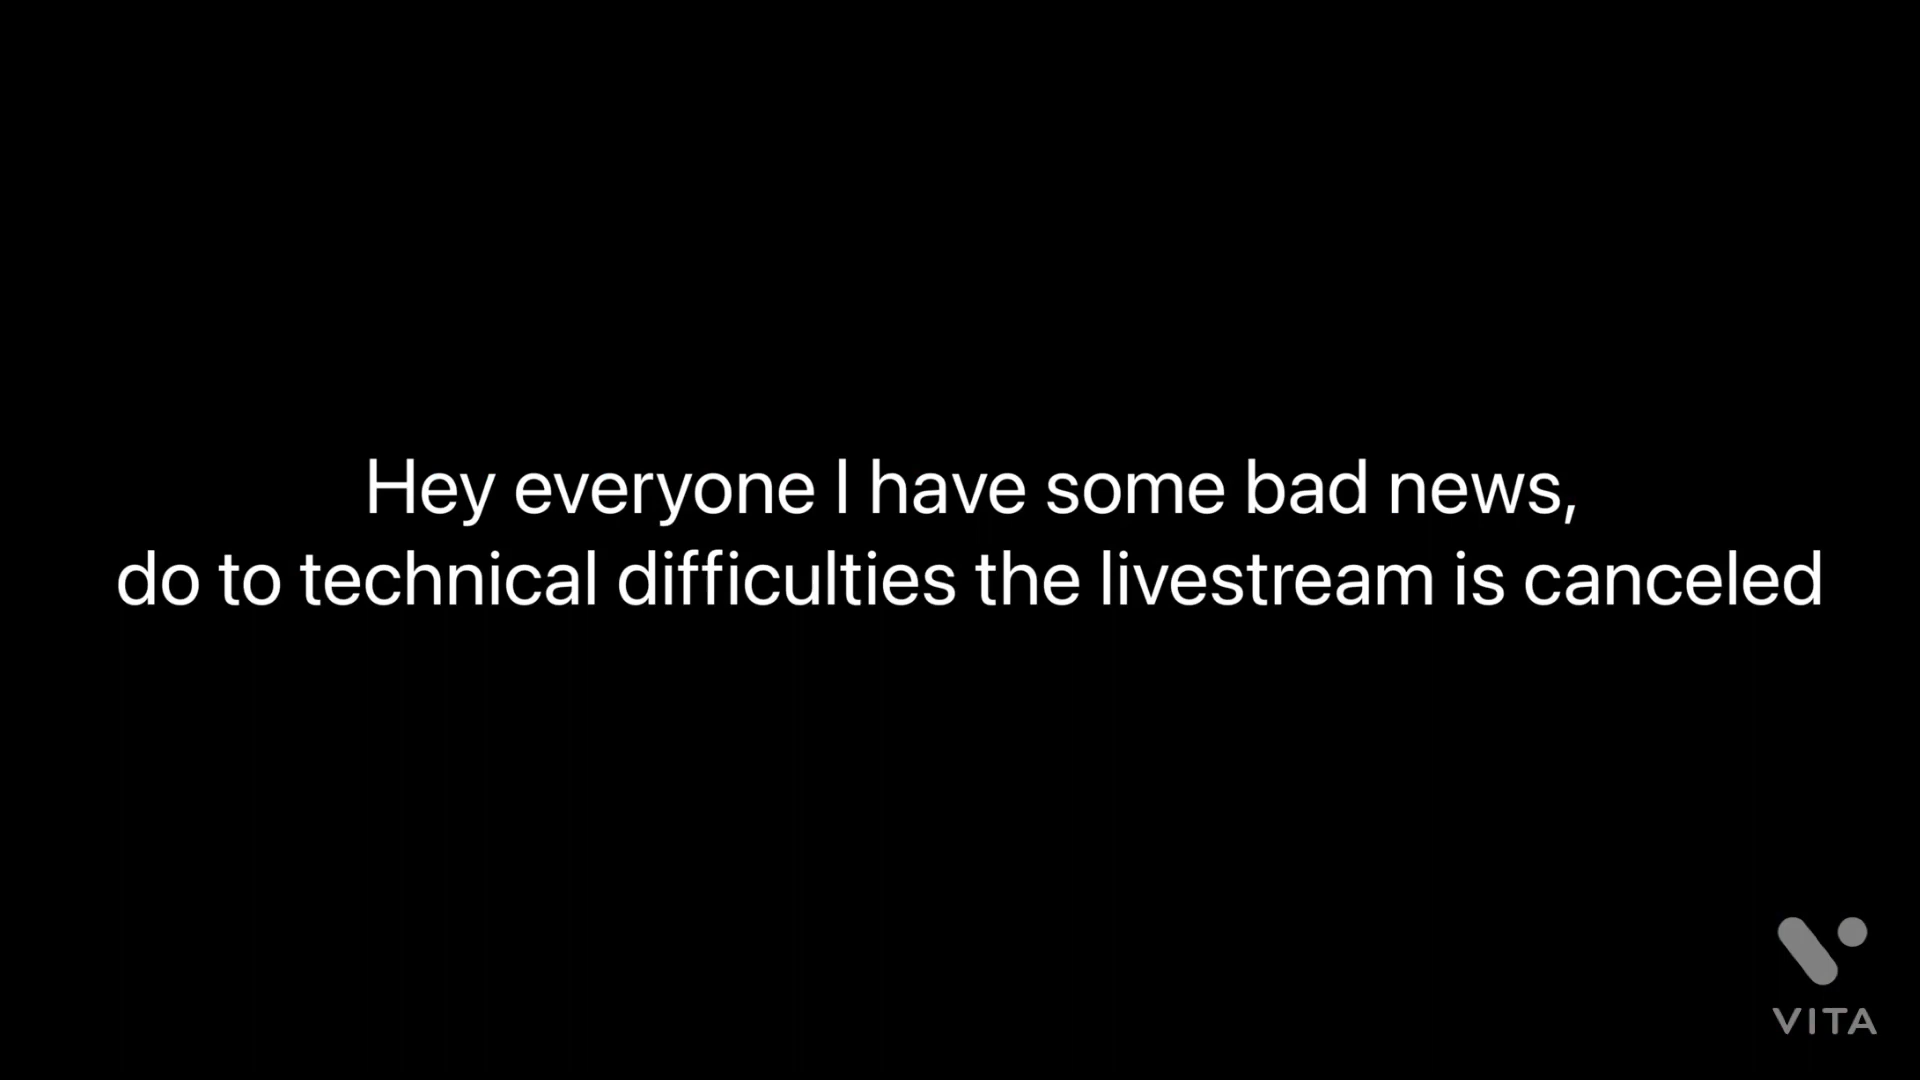 Hey everyone I have some bad news,
do to technical difficulties the livestream is canceled
VITA